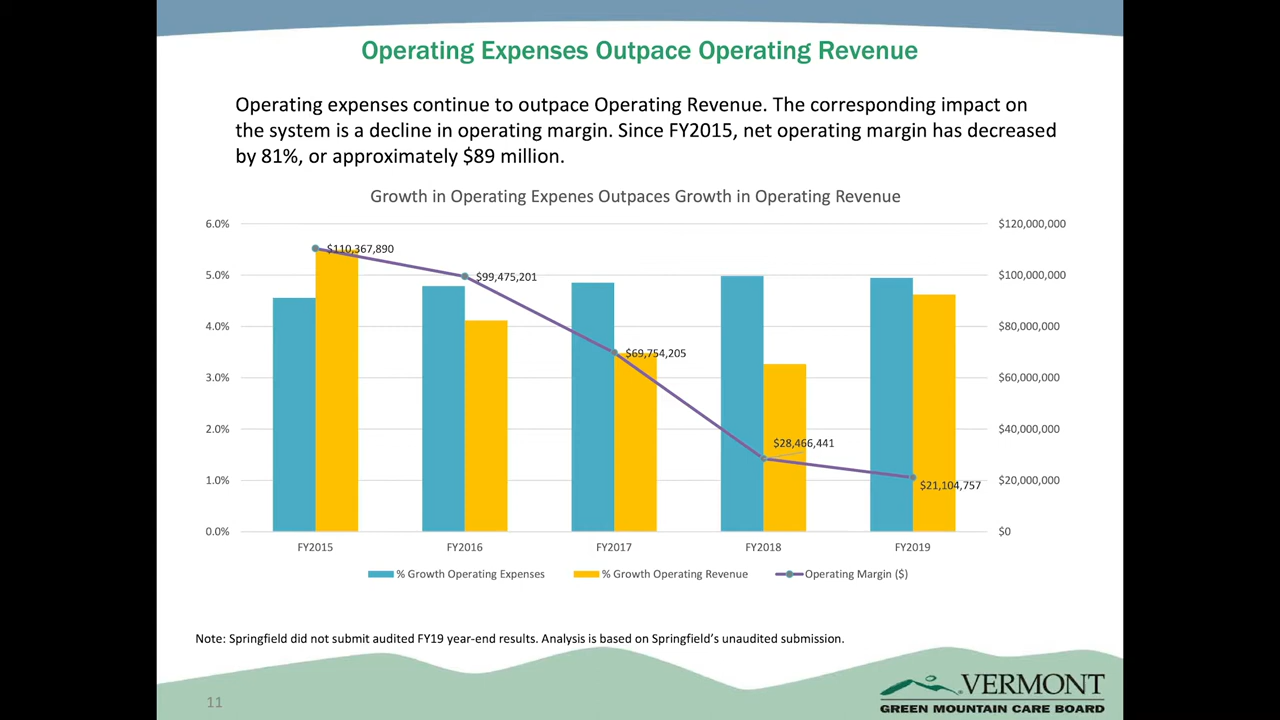 Operating Expenses Outpace Operating Revenue
Operating expenses continue to outpace Operating Revenue. The corresponding impact on
the system is a decline in operating margin. Since FY2015, net operating margin has decreased
by 81%, or approximately $89 million.
Growth in Operating Expenes Outpaces Growth in Operating Revenue
6.0%
$120,000,000
$110,367,890
5.0%
$99,475,201
$100,000,000
4.0%
$80,000,000
$69,754,205
3.0%
$60,000,000
2.0%
$40,000,000
$28,466,441
1.0%
$20,000,000
$21,104,757
0.0%
$0
FY2015 FY2016 FY2017 FY2018 FY2019
% Growth Operating Expenses % Growth Operating Revenue Operating Margin ($)
Note: Springfield did not submit audited FY19 year-end results. Analysis is based on Springfield's unaudited submission.
11
VERMONT
GREEN MOUNTAIN CARE BOARD